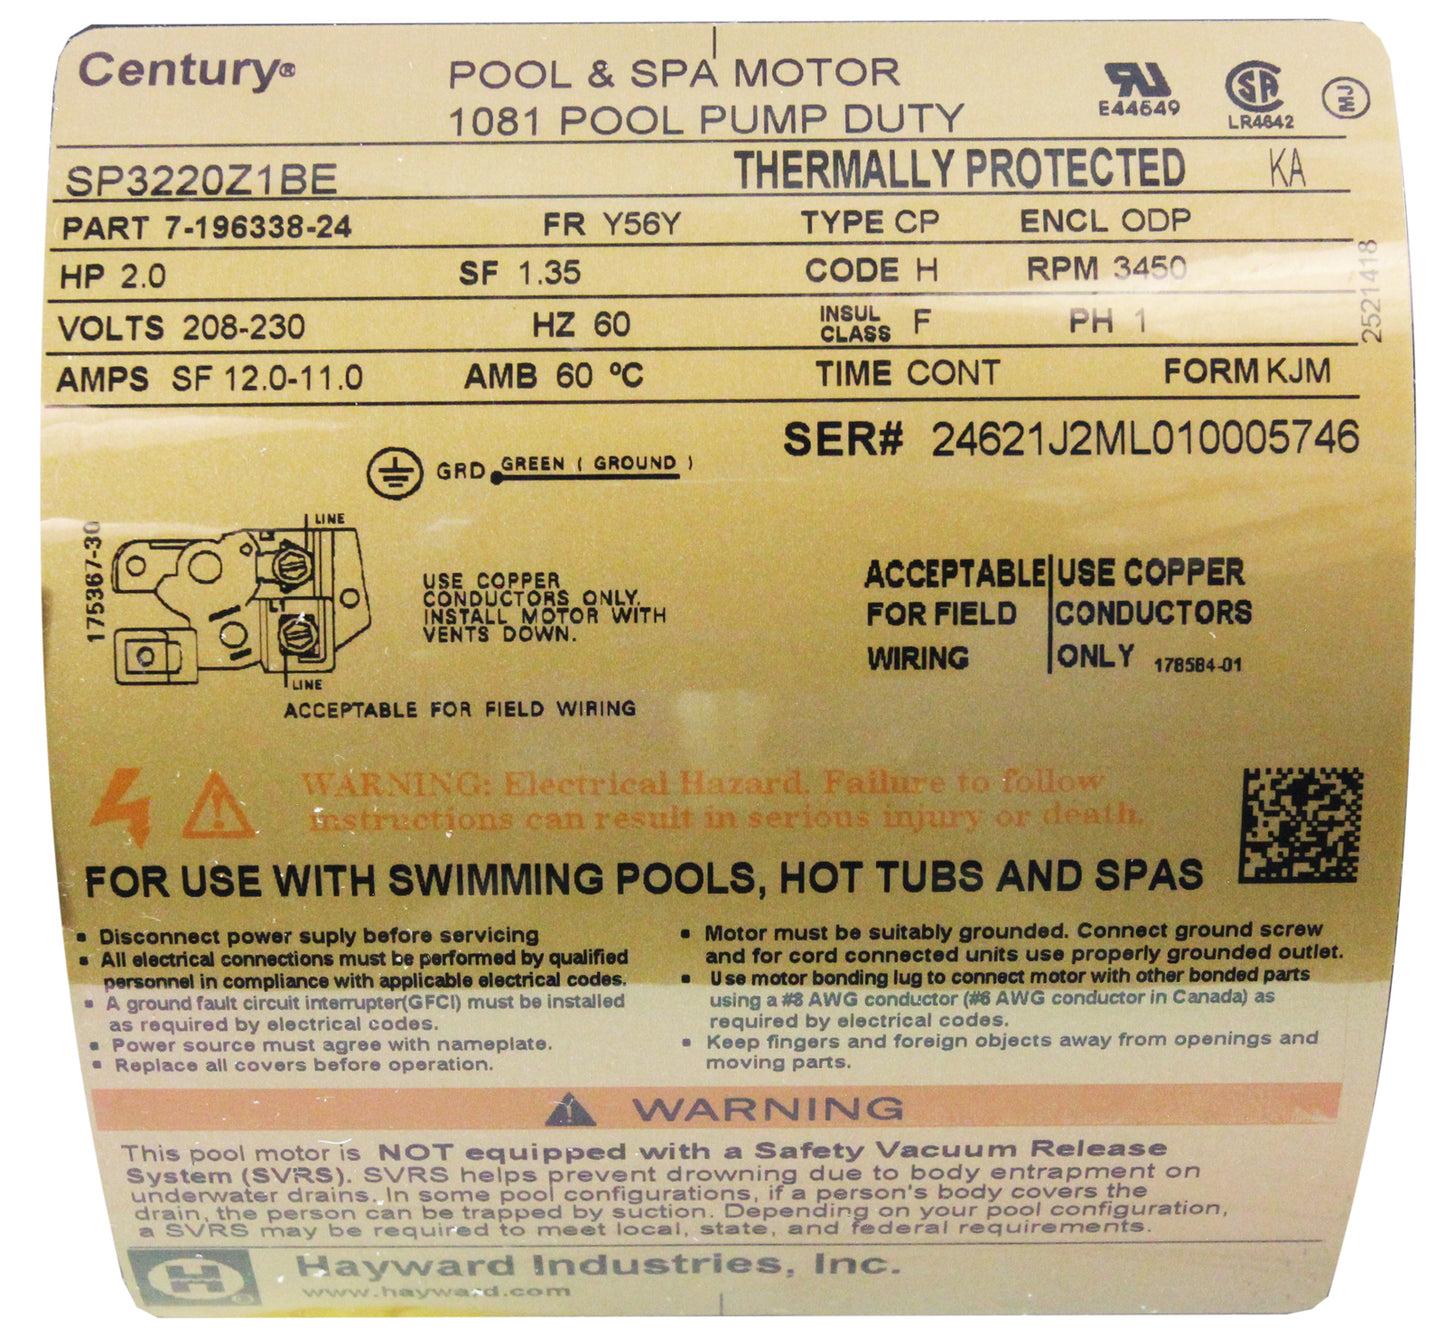 Century®
POOL & SPA MOTOR
1081 POOL PUMP DUTY
E44649
SA
LR4642
MJ
SP3220Z1BE THERMALLY PROTECTED KA
PART 7-196338-24 FR Y56Y TYPE CP ENCL ODP
HP 2.0 SF 1.35 CODE H RPM 3450
VOLTS 208-230 HZ 60 INSUL CLASS F PH 1
AMPS SF 12.0-11.0 AMB 60 ºC TIME CONT FORM KJM
2521418
SER# 24621J2ML010005746
GRD GREEN ( GROUND )
175367-30
LINE
LINE
USE COPPER
CONDUCTORS ONLY.
INSTALL MOTOR WITH
VENTS DOWN.
ACCEPTABLE FOR FIELD WIRING
ACCEPTABLE USE COPPER
FOR FIELD CONDUCTORS
WIRING ONLY 178584-01
WARNING: Electrical Hazard. Failure to follow
instructions can result in serious injury or death.
FOR USE WITH SWIMMING POOLS, HOT TUBS AND SPAS
▪ Disconnect power suply before servicing
▪ All electrical connections must be performed by qualified
personnel in compliance with applicable electrical codes.
▪ A ground fault circuit interrupter(GFCI) must be installed
as required by electrical codes.
▪ Power source must agree with nameplate.
▪ Replace all covers before operation.
▪ Motor must be suitably grounded. Connect ground screw
and for cord connected units use properly grounded outlet.
▪ Use motor bonding lug to connect motor with other bonded parts
using a #8 AWG conductor (#6 AWG conductor in Canada) as
required by electrical codes.
▪ Keep fingers and foreign objects away from openings and
moving parts.
WARNING
This pool motor is NOT equipped with a Safety Vacuum Release
System (SVRS). SVRS helps prevent drowning due to body entrapment on
underwater drains. In some pool configurations, if a person's body covers the
drain, the person can be trapped by suction. Depending on your pool configuration,
a SVRS may be required to meet local, state, and federal requirements.
H®
Hayward Industries, Inc.
www.hayward.com